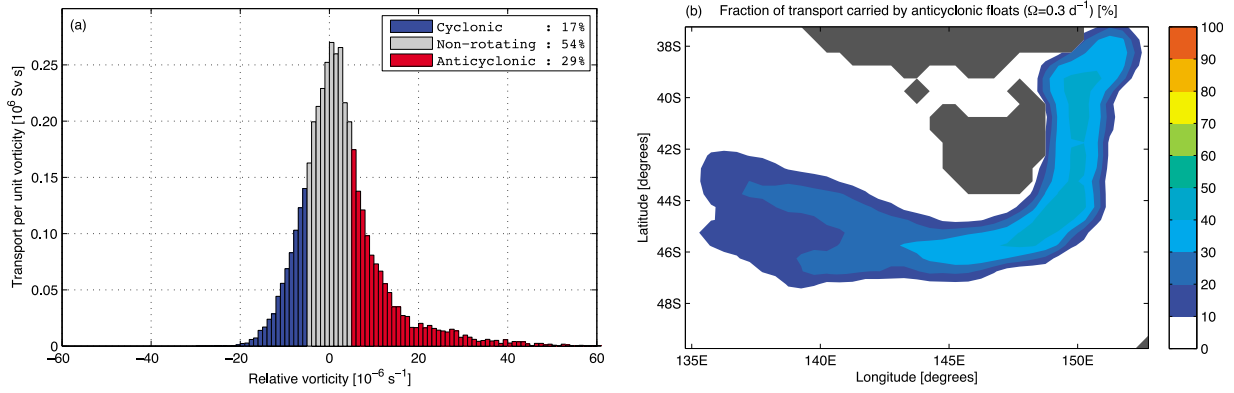 (a)
Cyclonic : 17%
Non-rotating : 54%
Anticyclonic : 29%
Transport per unit vorticity [10⁶ Sv s]
0.25
0.20
0.15
0.10
0.05
0
−60 −40 −20 0 20 40 60
Relative vorticity [10⁻⁶ s⁻¹]
(b) Fraction of transport carried by anticyclonic floats (Ω=0.3 d⁻¹) [%]
Latitude [degrees]
38S
40S
42S
44S
46S
48S
135E 140E 145E 150E
Longitude [degrees]
100
90
80
70
60
50
40
30
20
10
0